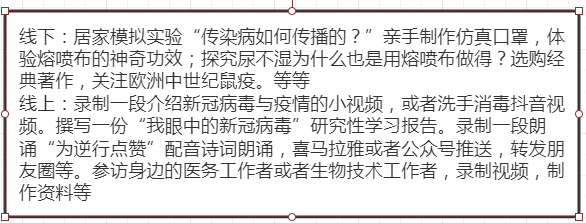 线下：居家模拟实验“传染病如何传播的？”亲手制作仿真口罩，体
验熔喷布的神奇功效；探究尿不湿为什么也是用熔喷布做得？选购经
典著作，关注欧洲中世纪鼠疫。等等
线上：录制一段介绍新冠病毒与疫情的小视频，或者洗手消毒抖音视
频。撰写一份“我眼中的新冠病毒”研究性学习报告。录制一段朗
诵“为逆行点赞”配音诗词朗诵，喜马拉雅或者公众号推送，转发朋
友圈等。参访身边的医务工作者或者生物技术工作者，录制视频，制
作资料等